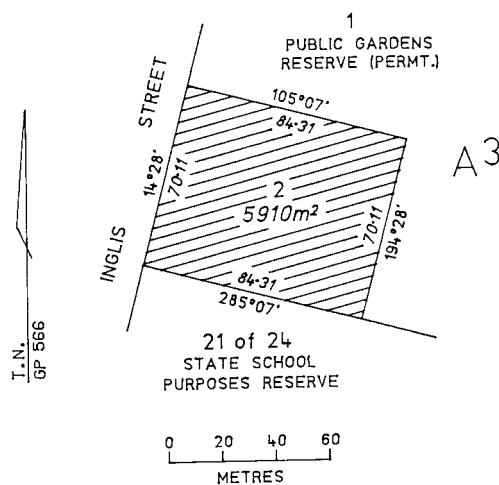 1
PUBLIC GARDENS
RESERVE (PERMT.)
A3
STREET
INGLIS
105°07'
84·31
14°28'
70·11
2
5910m²
70·11
194°28'
84·31
285°07'
21 of 24
STATE SCHOOL
PURPOSES RESERVE
T.N.
GP 566
0 20 40 60
METRES